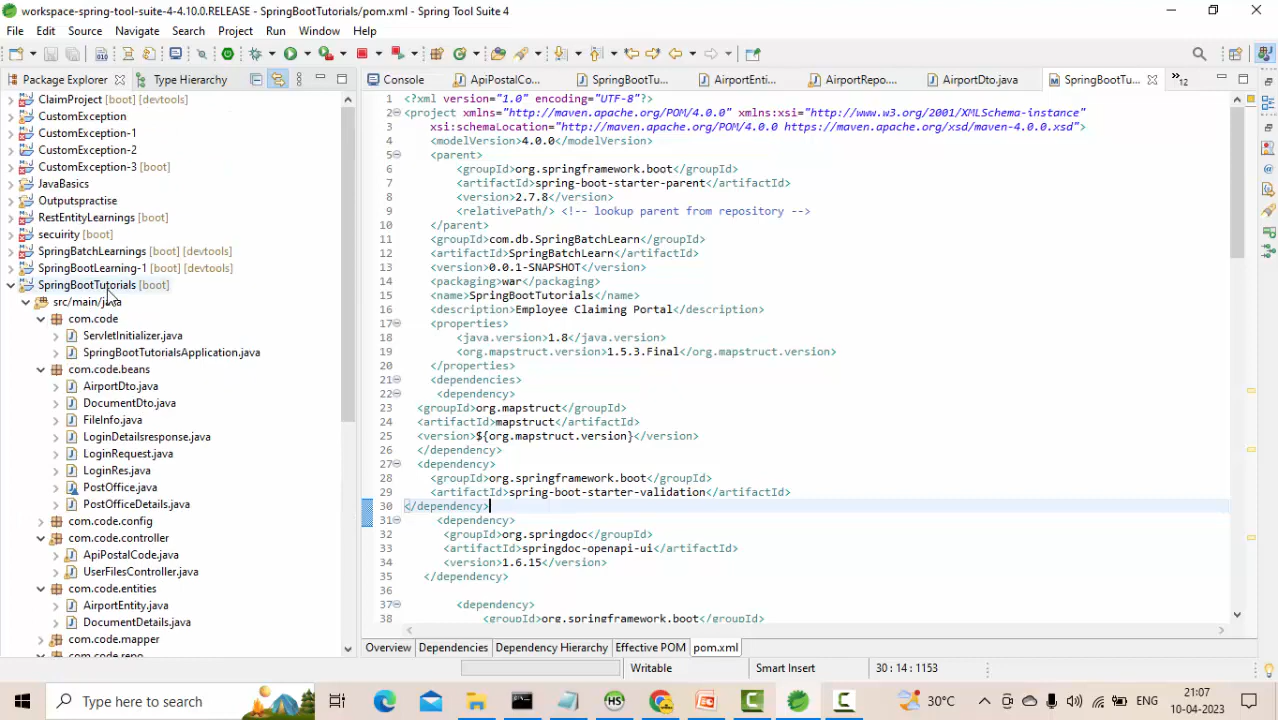 workspace-spring-tool-suite-4-4.10.0.RELEASE - SpringBootTutorials/pom.xml - Spring Tool Suite 4
File Edit Source Navigate Search Project Run Window Help
Package Explorer Type Hierarchy
Console ApiPostalCo... SpringBootTu... AirportEnti... AirportRepo.... AirportDto.java SpringBootTu... »12
ClaimProject [boot] [devtools]
CustomException
CustomException-1
CustomException-2
CustomException-3 [boot]
JavaBasics
Outputspractise
RestEntityLearnings [boot]
secuirity [boot]
SpringBatchLearnings [boot] [devtools]
SpringBootLearning-1 [boot] [devtools]
SpringBootTutorials [boot]
src/main/java
com.code
ServletInitializer.java
SpringBootTutorialsApplication.java
com.code.beans
AirportDto.java
DocumentDto.java
FileInfo.java
LoginDetailsresponse.java
LoginRequest.java
LoginRes.java
PostOffice.java
PostOfficeDetails.java
com.code.config
com.code.controller
ApiPostalCode.java
UserFilesController.java
com.code.entities
AirportEntity.java
DocumentDetails.java
com.code.mapper
com.code.repo
1 <?xml version="1.0" encoding="UTF-8"?>
2 <project xmlns="http://maven.apache.org/POM/4.0.0" xmlns:xsi="http://www.w3.org/2001/XMLSchema-instance"
3 xsi:schemaLocation="http://maven.apache.org/POM/4.0.0 https://maven.apache.org/xsd/maven-4.0.0.xsd">
4 <modelVersion>4.0.0</modelVersion>
5 <parent>
6 <groupId>org.springframework.boot</groupId>
7 <artifactId>spring-boot-starter-parent</artifactId>
8 <version>2.7.8</version>
9 <relativePath/> <!-- lookup parent from repository -->
10 </parent>
11 <groupId>com.db.SpringBatchLearn</groupId>
12 <artifactId>SpringBatchLearn</artifactId>
13 <version>0.0.1-SNAPSHOT</version>
14 <packaging>war</packaging>
15 <name>SpringBootTutorials</name>
16 <description>Employee Claiming Portal</description>
17 <properties>
18 <java.version>1.8</java.version>
19 <org.mapstruct.version>1.5.3.Final</org.mapstruct.version>
20 </properties>
21 <dependencies>
22 <dependency>
23 <groupId>org.mapstruct</groupId>
24 <artifactId>mapstruct</artifactId>
25 <version>${org.mapstruct.version}</version>
26 </dependency>
27 <dependency>
28 <groupId>org.springframework.boot</groupId>
29 <artifactId>spring-boot-starter-validation</artifactId>
30 </dependency>
31 <dependency>
32 <groupId>org.springdoc</groupId>
33 <artifactId>springdoc-openapi-ui</artifactId>
34 <version>1.6.15</version>
35 </dependency>
36
37 <dependency>
38 <groupId>org.springframework.boot</groupId>
Overview Dependencies Dependency Hierarchy Effective POM pom.xml
Writable Smart Insert 30 : 14 : 1153
Type here to search
30°C ENG 21:07
10-04-2023